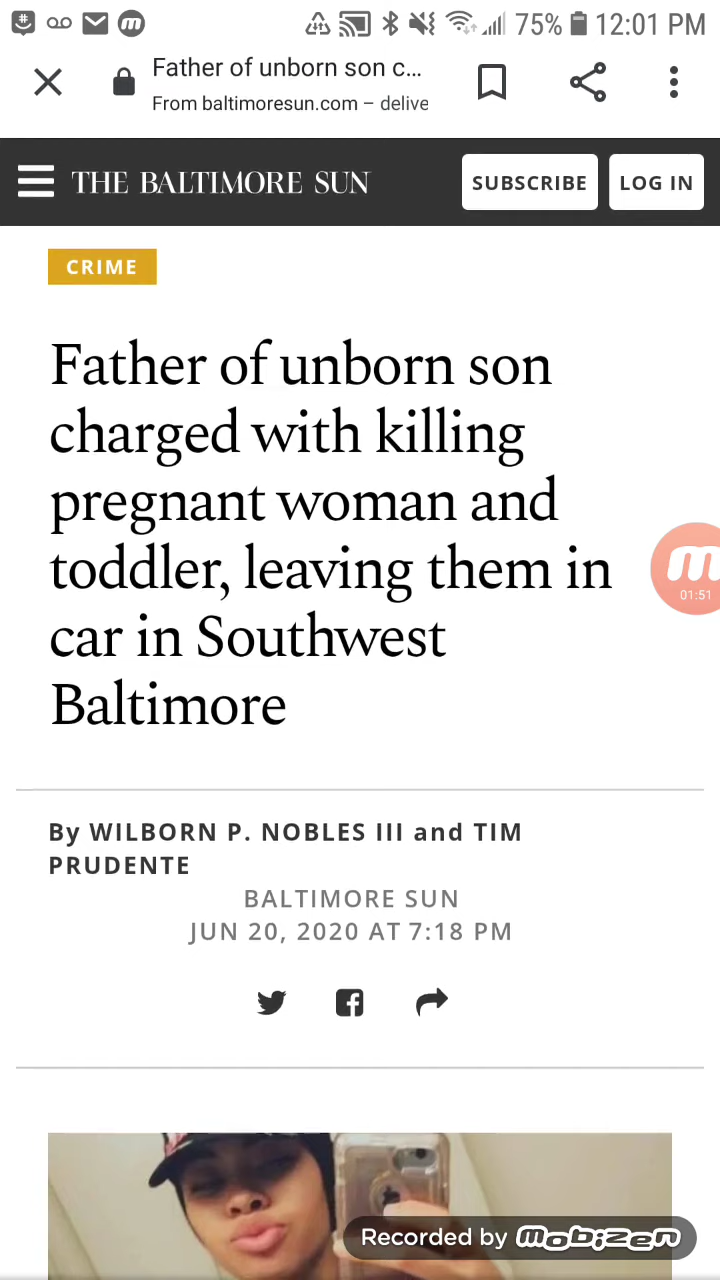 75% 12:01 PM
Father of unborn son c...
From baltimoresun.com – delive
THE BALTIMORE SUN
SUBSCRIBE
LOG IN
CRIME
Father of unborn son
charged with killing
pregnant woman and
toddler, leaving them in
car in Southwest
Baltimore
m
01:51
By WILBORN P. NOBLES III and TIM
PRUDENTE
BALTIMORE SUN
JUN 20, 2020 AT 7:18 PM
Recorded by mobizen